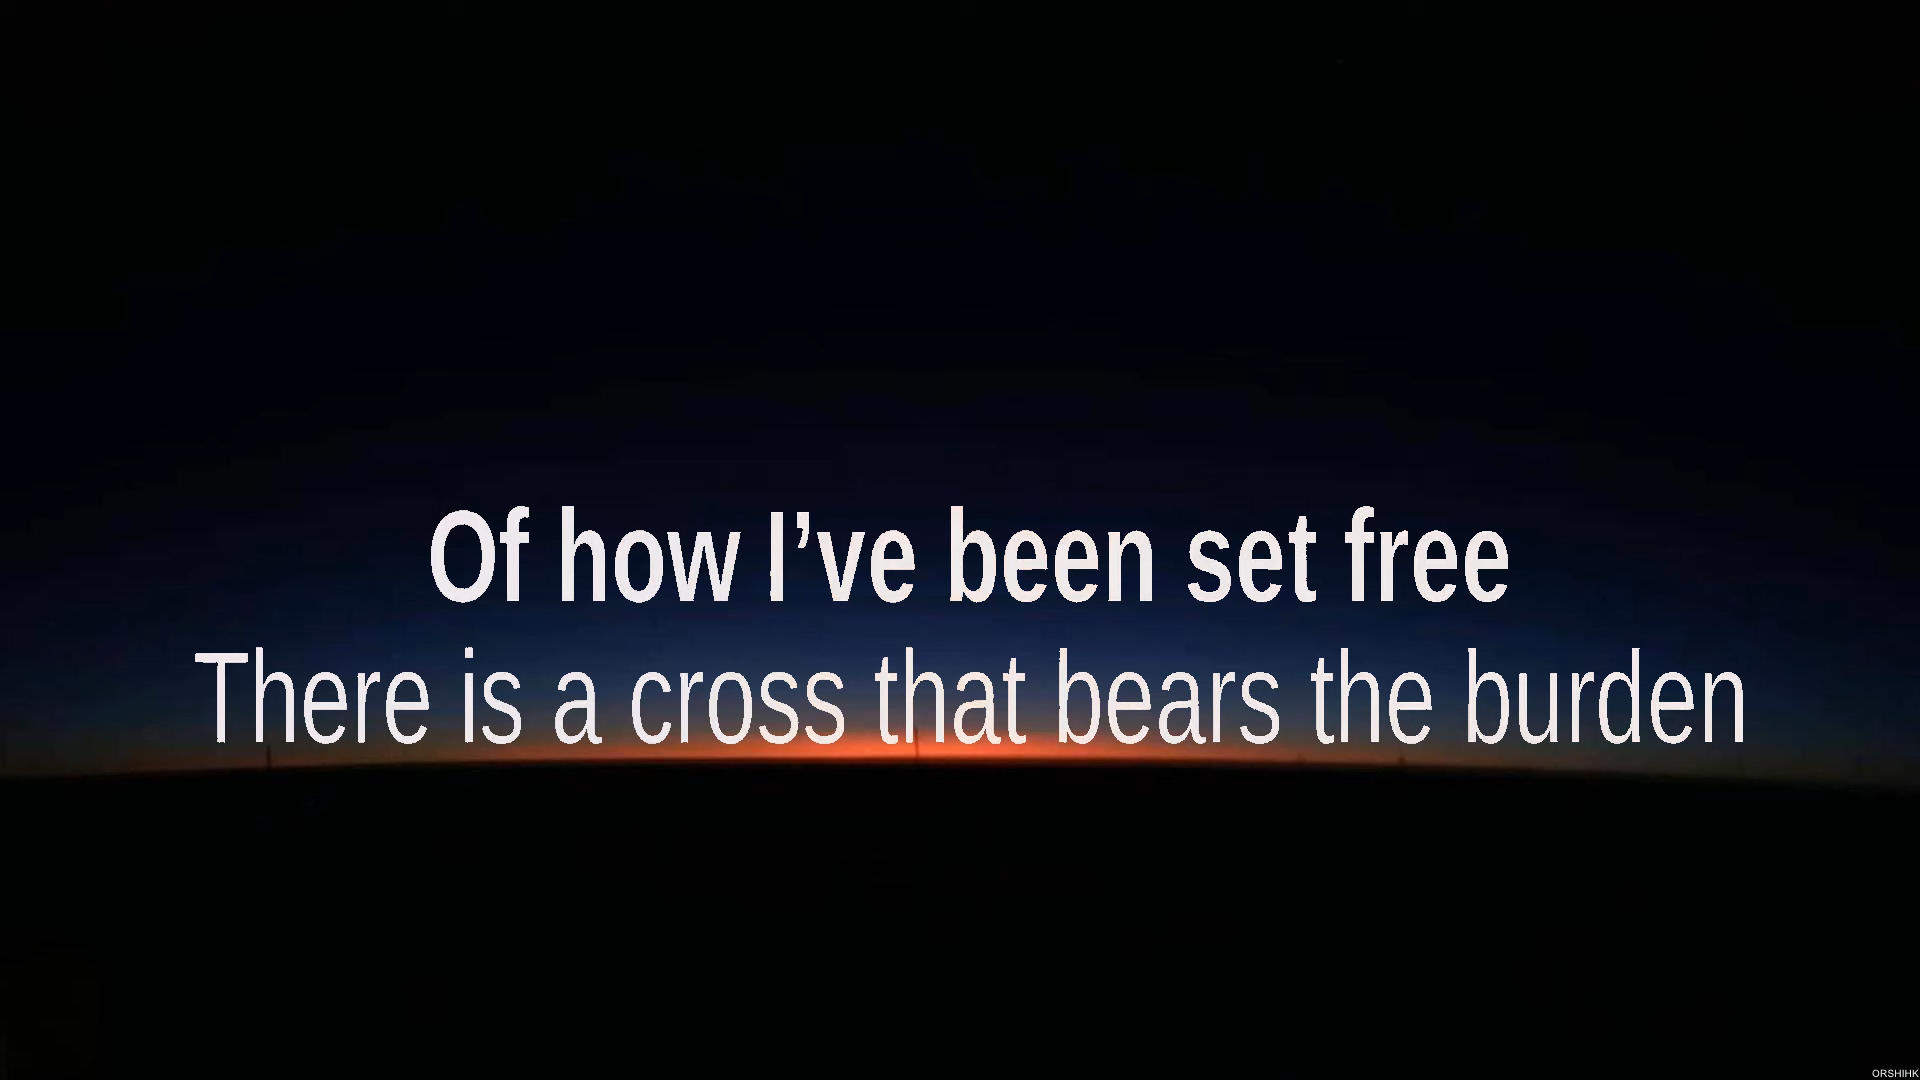 Of how I’ve been set free
There is a cross that bears the burden
ORSHIHK